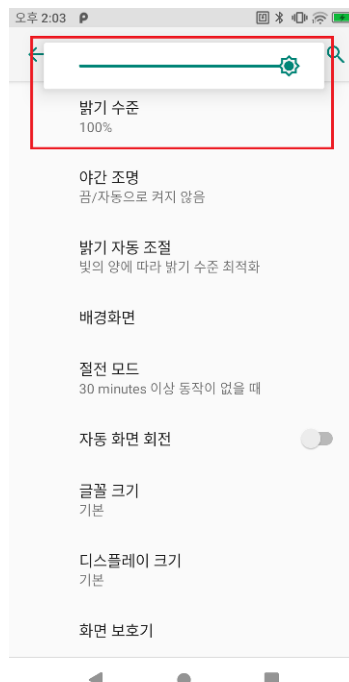 오후 2:03
밝기 수준
100%
야간 조명
끔/자동으로 켜지 않음
밝기 자동 조절
빛의 양에 따라 밝기 수준 최적화
배경화면
절전 모드
30 minutes 이상 동작이 없을 때
자동 화면 회전
글꼴 크기
기본
디스플레이 크기
기본
화면 보호기